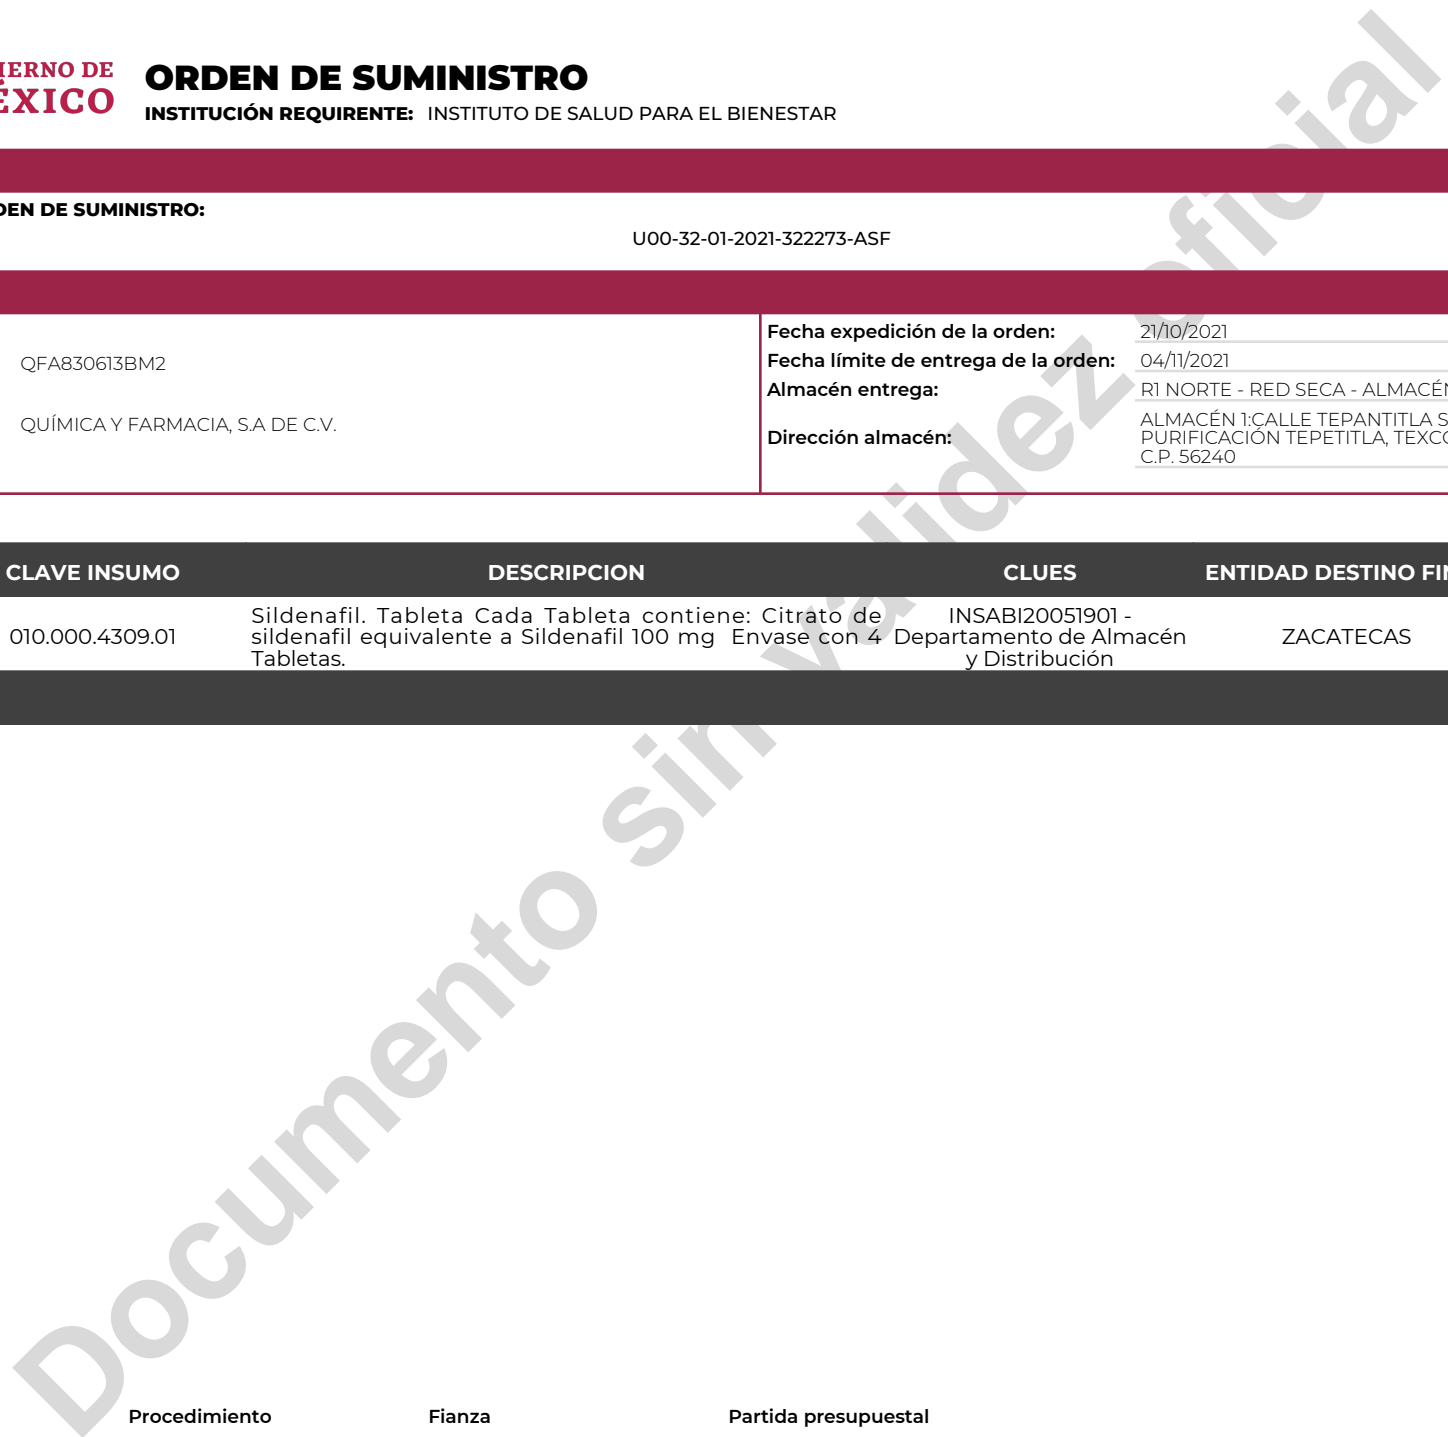 IERNO DE
ÉXICO
ORDEN DE SUMINISTRO
INSTITUCIÓN REQUIRENTE: INSTITUTO DE SALUD PARA EL BIENESTAR
DEN DE SUMINISTRO:
U00-32-01-2021-322273-ASF
QFA830613BM2
QUÍMICA Y FARMACIA, S.A DE C.V.
Fecha expedición de la orden: 21/10/2021
Fecha límite de entrega de la orden: 04/11/2021
Almacén entrega: R1 NORTE - RED SECA - ALMACÉN
Dirección almacén:
ALMACÉN 1:CALLE TEPANTITLA S
PURIFICACIÓN TEPETITLA, TEXCO
C.P. 56240
CLAVE INSUMO DESCRIPCION CLUES ENTIDAD DESTINO FIN
010.000.4309.01
Sildenafil. Tableta Cada Tableta contiene: Citrato de
sildenafil equivalente a Sildenafil 100 mg Envase con 4
Tabletas.
INSABI20051901 -
Departamento de Almacén
y Distribución
ZACATECAS
Documento sin validez oficial
Procedimiento Fianza Partida presupuestal